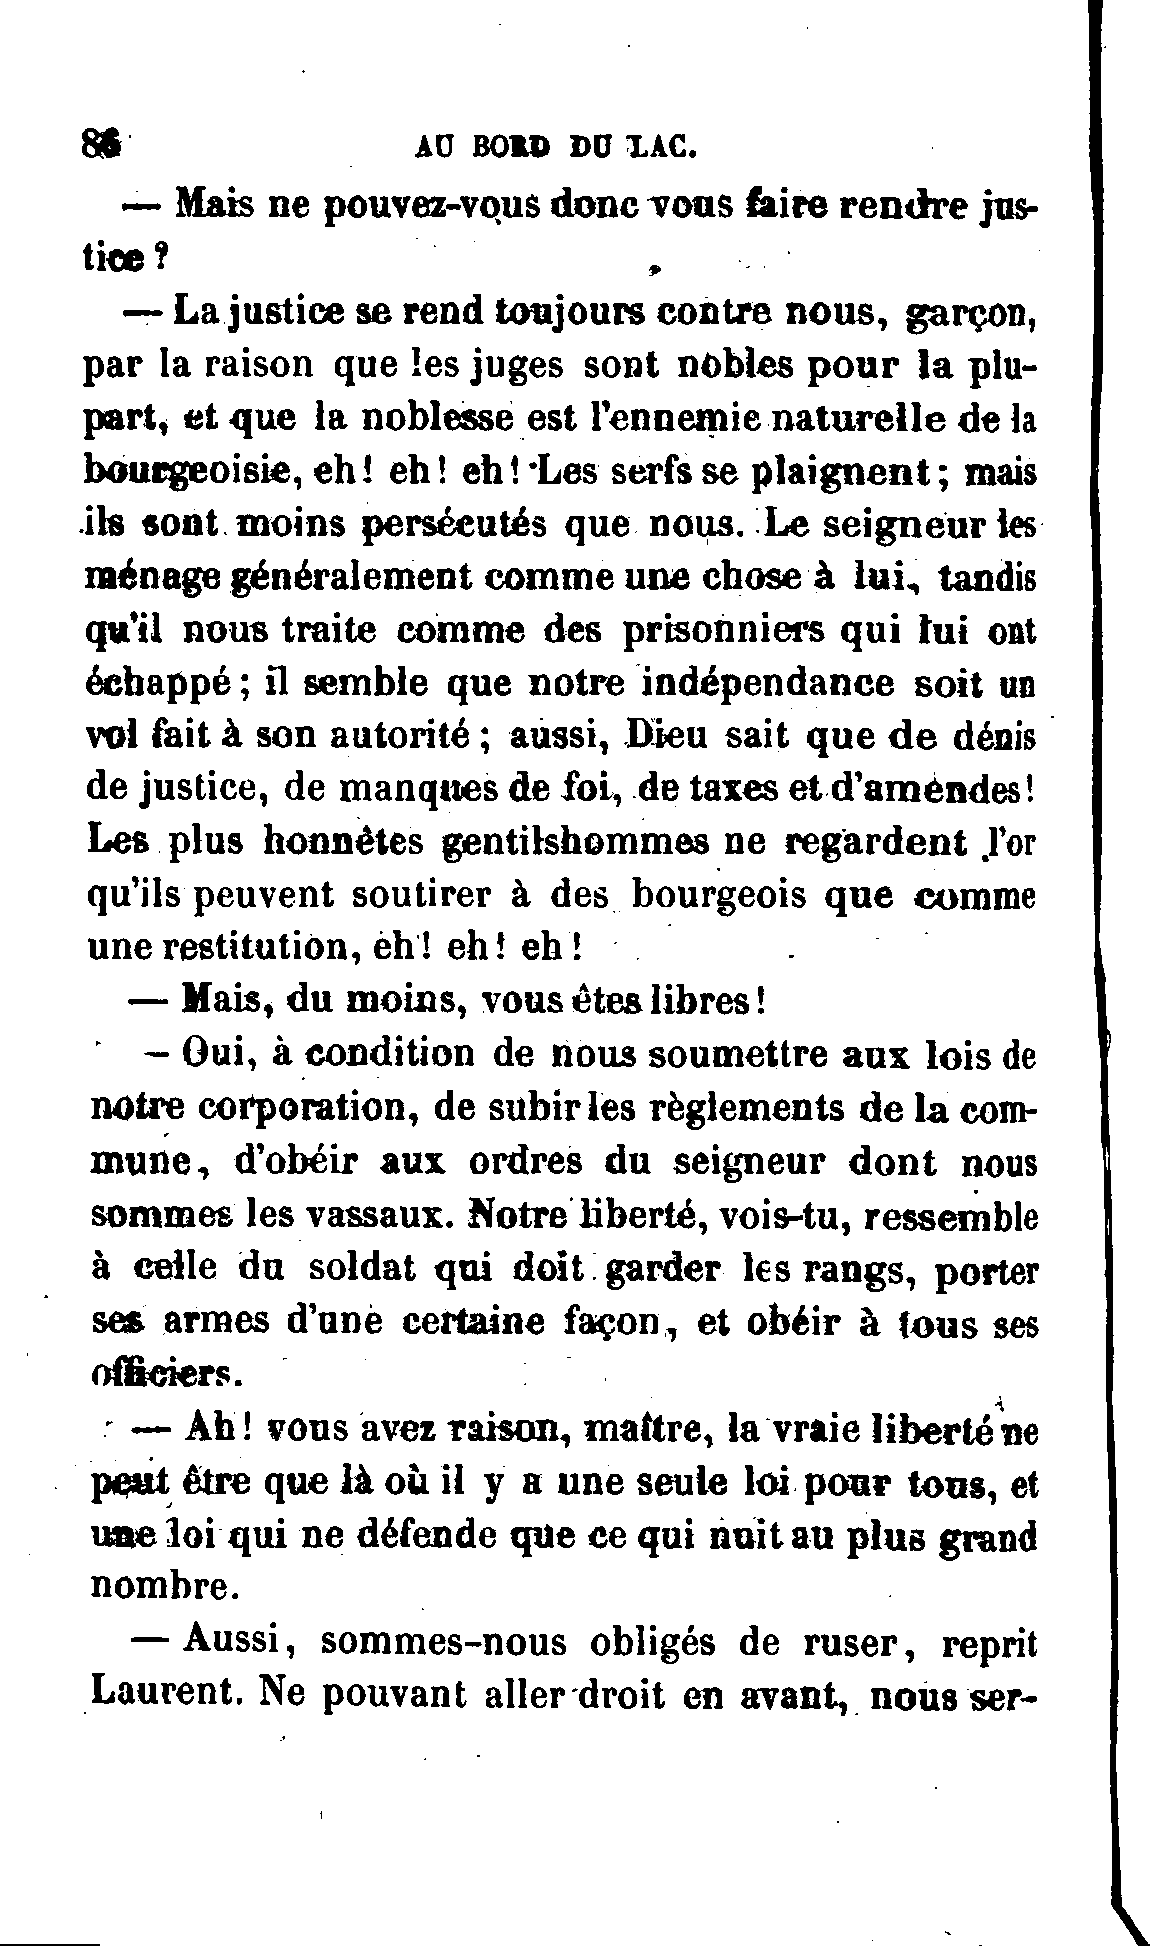 86 AU BORD DU LAC.
— Mais ne pouvez-vous donc vous faire rendre jus-
tice ?
— La justice se rend toujours contre nous, garçon,
par la raison que les juges sont nobles pour la plu-
part, et que la noblesse est l'ennemie naturelle de la
bourgeoisie, eh ! eh ! eh ! Les serfs se plaignent ; mais
ils sont moins persécutés que nous. Le seigneur les
ménage généralement comme une chose à lui, tandis
qu'il nous traite comme des prisonniers qui lui ont
échappé ; il semble que notre indépendance soit un
vol fait à son autorité ; aussi, Dieu sait que de dénis
de justice, de manques de foi, de taxes et d'amendes !
Les plus honnêtes gentilshommes ne regardent l'or
qu'ils peuvent soutirer à des bourgeois que comme
une restitution, eh ! eh ! eh !
— Mais, du moins, vous êtes libres !
— Oui, à condition de nous soumettre aux lois de
notre corporation, de subir les règlements de la com-
mune, d'obéir aux ordres du seigneur dont nous
sommes les vassaux. Notre liberté, vois-tu, ressemble
à celle du soldat qui doit garder les rangs, porter
ses armes d'une certaine façon, et obéir à tous ses
officiers.
— Ah ! vous avez raison, maître, la vraie liberté ne
peut être que là où il y a une seule loi pour tous, et
une loi qui ne défende que ce qui nuit au plus grand
nombre.
— Aussi, sommes-nous obligés de ruser, reprit
Laurent. Ne pouvant aller droit en avant, nous ser-